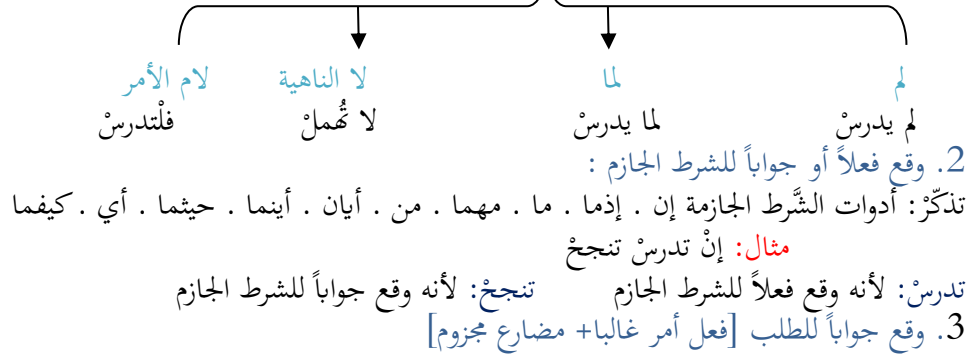 لم لما لا الناهية لام الأمر
لم يدرسْ لما يدرسْ لا تُهملْ فلْتدرسْ
2. وقع فعلاً أو جواباً للشرط الجازم :
تذكّرْ: أدوات الشَّرط الجازمة إن . إذما . ما . مهما . من . أيان . أينما . حيثما . أي . كيفما
مثال: إنْ تدرسْ تنجحْ
تدرسْ: لأنه وقع فعلاً للشرط الجازم تنجحْ: لأنه وقع جواباً للشرط الجازم
3. وقع جواباً للطلب [فعل أمر غالبا+ مضارع مجزوم]